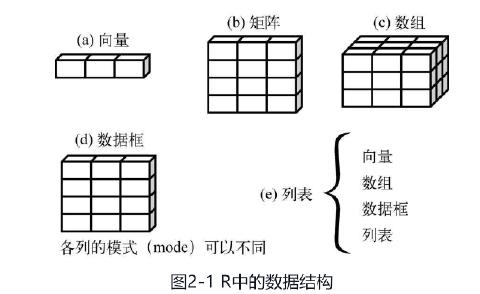 (a) 向量
(b) 矩阵
(c) 数组
(d) 数据框
各列的模式（mode）可以不同
(e) 列表
向量
数组
数据框
列表
图2-1 R中的数据结构